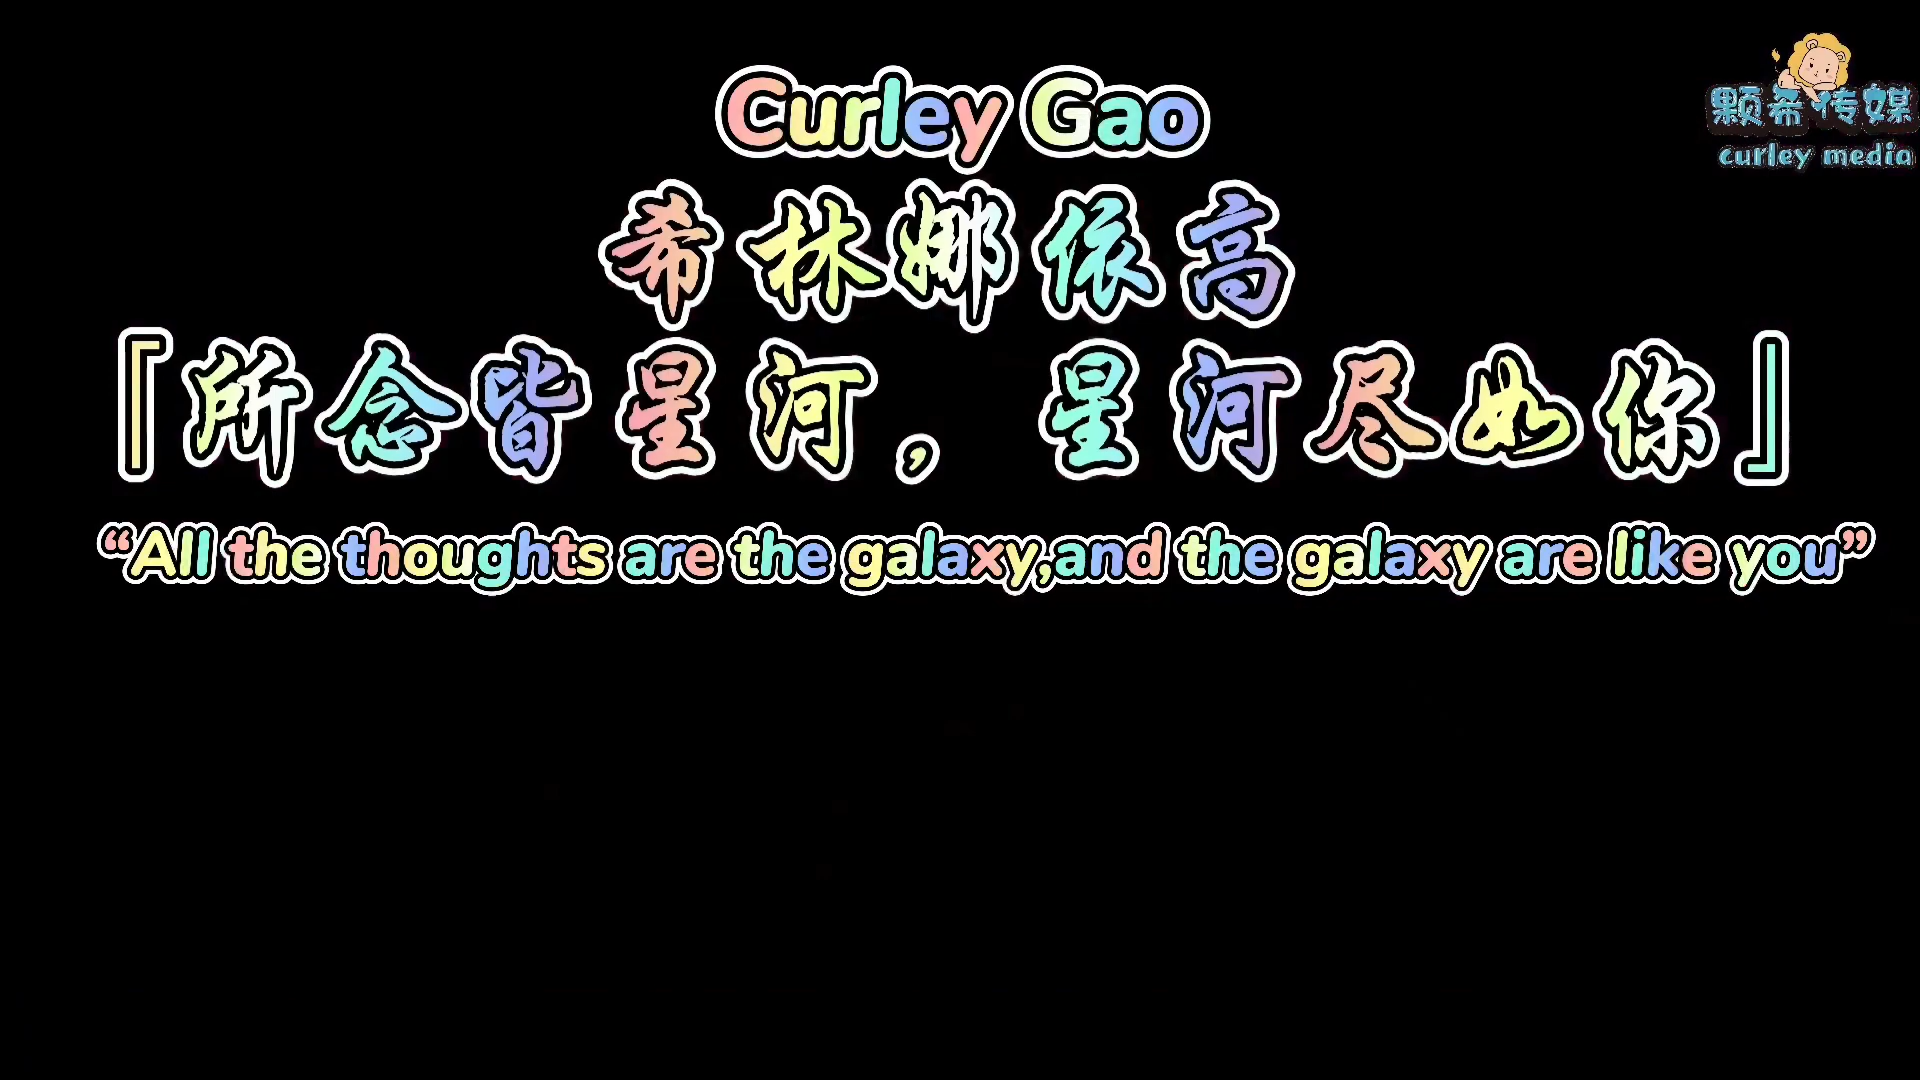 Curley Gao
颗希传媒
curley media
希林娜依高
「所念皆星河，星河尽如你」
“All the thoughts are the galaxy,and the galaxy are like you”